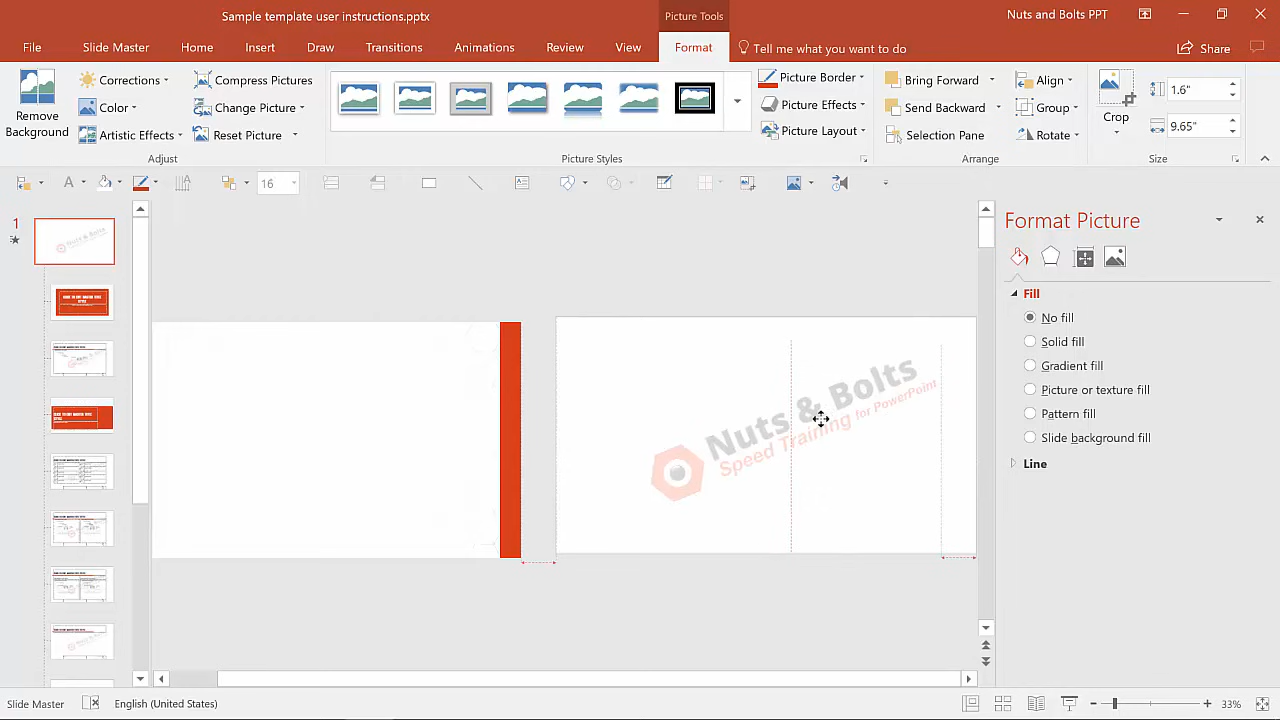 Sample template user instructions.pptx
Picture Tools
Nuts and Bolts PPT
File
Slide Master
Home
Insert
Draw
Transitions
Animations
Review
View
Format
Tell me what you want to do
Share
Remove
Background
Corrections
Color
Artistic Effects
Compress Pictures
Change Picture
Reset Picture
Adjust
Picture Styles
Picture Border
Picture Effects
Picture Layout
Bring Forward
Send Backward
Selection Pane
Align
Group
Rotate
Arrange
Crop
1.6"
9.65"
Size
16
1
Format Picture
Fill
No fill
Solid fill
Gradient fill
Picture or texture fill
Pattern fill
Slide background fill
Line
Nuts & Bolts
Speed Training for PowerPoint
Slide Master
English (United States)
33%